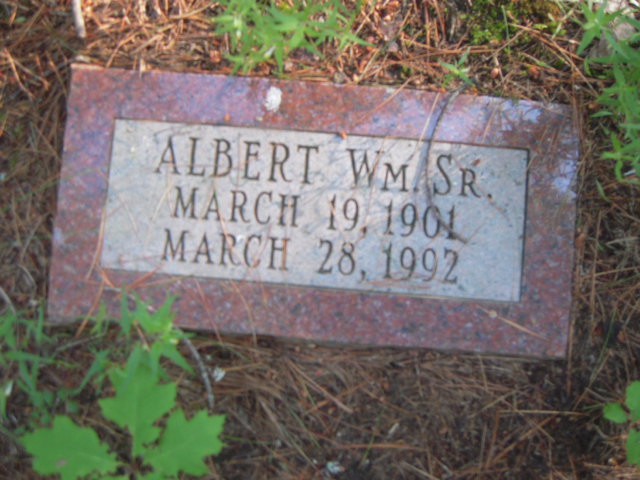 ALBERT WM. SR.
MARCH 19, 1901
MARCH 28, 1992